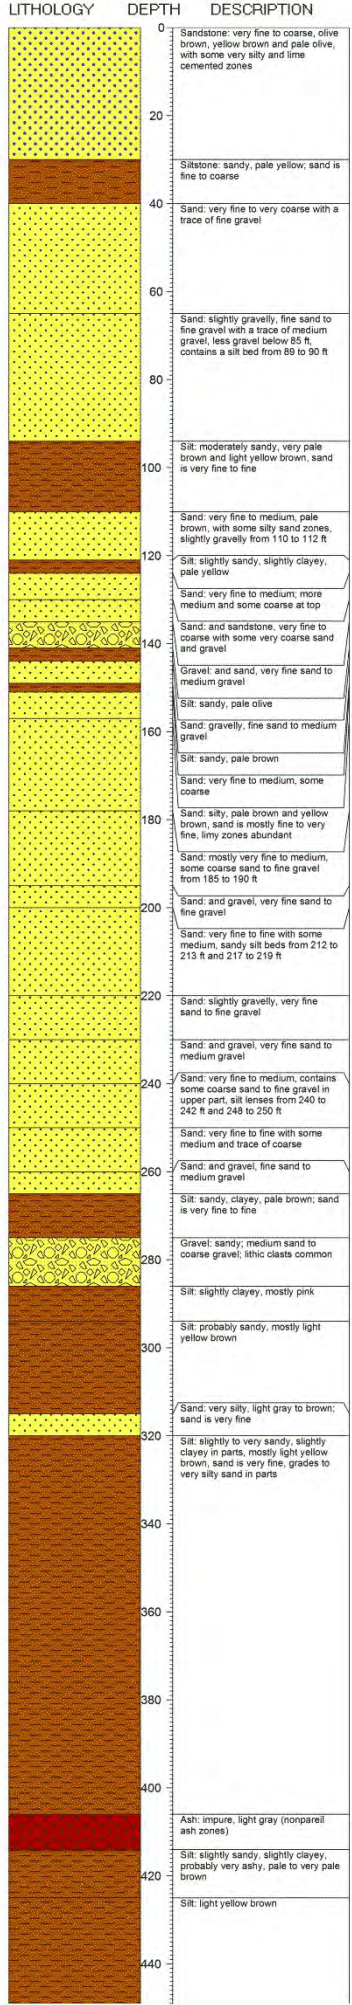 LITHOLOGY DEPTH DESCRIPTION
0
Sandstone: very fine to coarse, olive
brown, yellow brown and pale olive,
with some very silty and lime
cemented zones
20
Siltstone: sandy, pale yellow; sand is
fine to coarse
40
Sand: very fine to very coarse with a
trace of fine gravel
60
Sand: slightly gravelly, fine sand to
fine gravel with a trace of medium
gravel, less gravel below 85 ft,
contains a silt bed from 89 to 90 ft
80
Silt: moderately sandy, very pale
brown and light yellow brown, sand
is very fine to fine
100
Sand: very fine to medium, pale
brown, with some silty sand zones,
slightly gravelly from 110 to 112 ft
120
Silt: slightly sandy, slightly clayey,
pale yellow
Sand: very fine to medium; more
medium and some coarse at top
Sand: and sandstone, very fine to
coarse with some very coarse sand
and gravel
140
Gravel: and sand, very fine sand to
medium gravel
Silt: sandy, pale olive
Sand: gravelly, fine sand to medium
gravel
160
Silt: sandy, pale brown
Sand: very fine to medium, some
coarse
180
Sand: silty, pale brown and yellow
brown, sand is mostly fine to very
fine, limy zones abundant
Sand: mostly very fine to medium,
some coarse sand to fine gravel
from 185 to 190 ft
200
Sand: and gravel, very fine sand to
fine gravel
Sand: very fine to fine with some
medium, sandy silt beds from 212 to
213 ft and 217 to 219 ft
220
Sand: slightly gravelly, very fine
sand to fine gravel
Sand: and gravel, very fine sand to
medium gravel
240
Sand: very fine to medium, contains
some coarse sand to fine gravel in
upper part, silt lenses from 240 to
242 ft and 248 to 250 ft
Sand: very fine to fine with some
medium and trace of coarse
260
Sand: and gravel, fine sand to
medium gravel
Silt: sandy, clayey, pale brown; sand
is very fine to fine
Gravel: sandy; medium sand to
coarse gravel; lithic clasts common
280
Silt: slightly clayey, mostly pink
Silt: probably sandy, mostly light
yellow brown
300
Sand: very silty, light gray to brown;
sand is very fine
320
Silt: slightly to very sandy, slightly
clayey in parts, mostly light yellow
brown, sand is very fine, grades to
very silty sand in parts
340
360
380
400
Ash: impure, light gray (nonpareil
ash zones)
Silt: slightly sandy, slightly clayey,
probably very ashy, pale to very pale
brown
420
Silt: light yellow brown
440